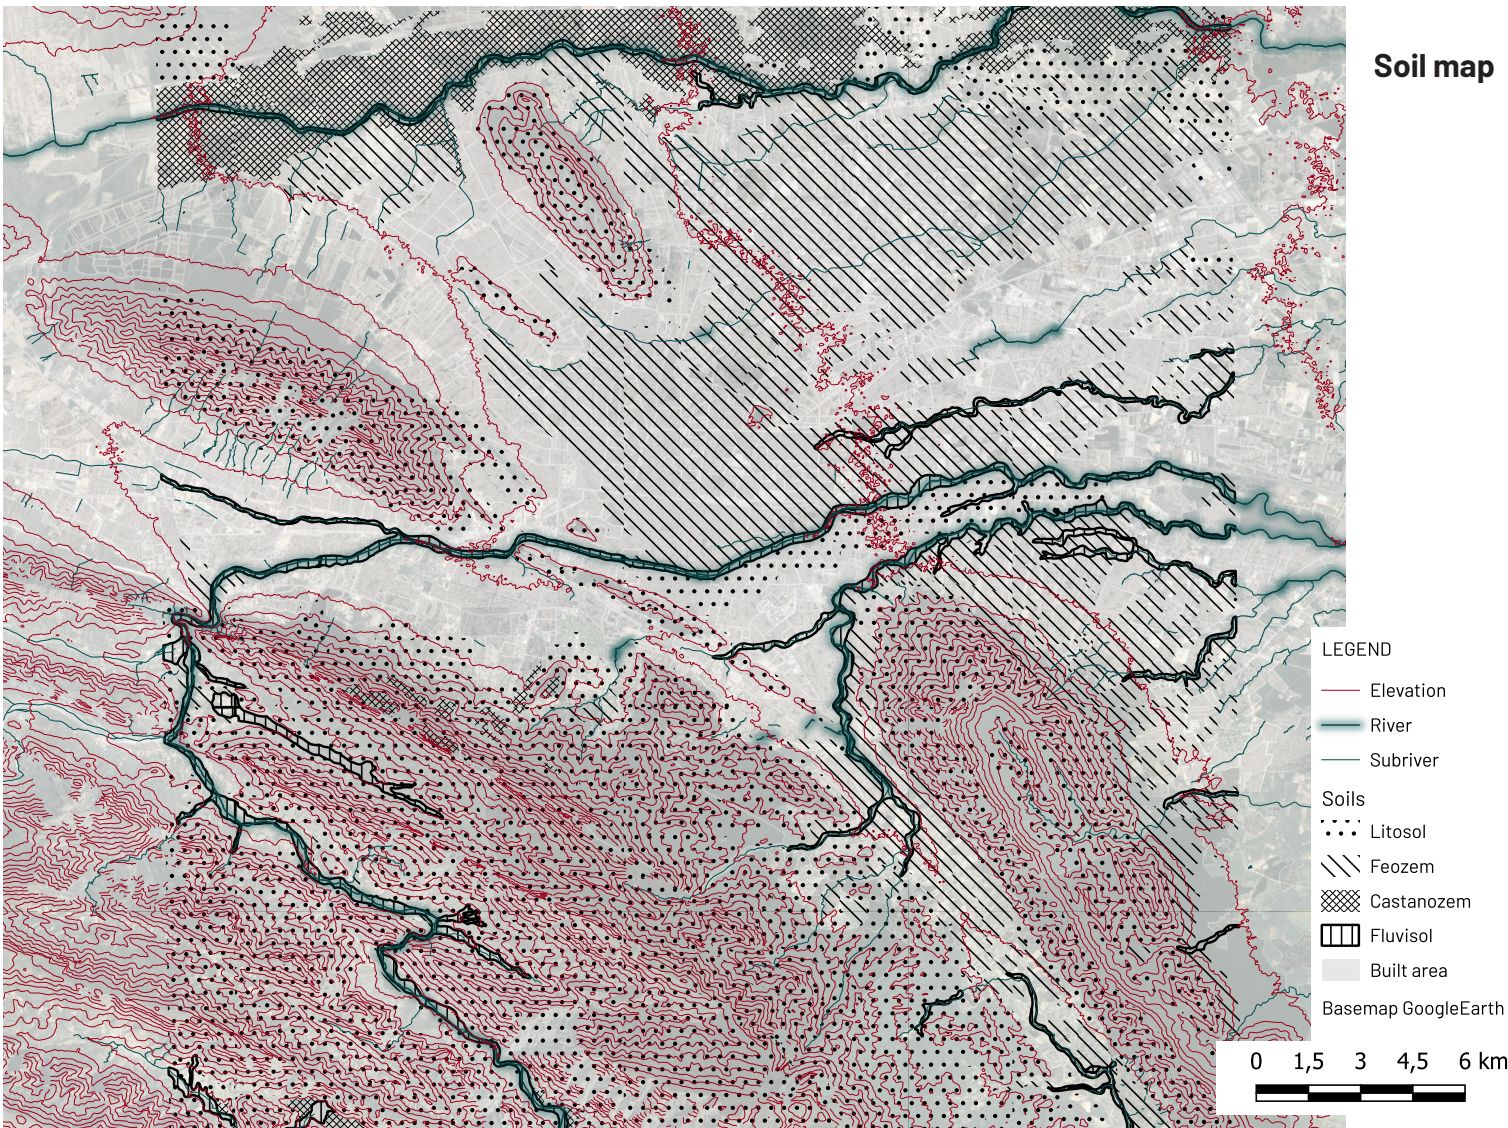 Soil map
LEGEND
Elevation
River
Subriver
Soils
Litosol
Feozem
Castanozem
Fluvisol
Built area
Basemap GoogleEarth
0 1,5 3 4,5 6 km